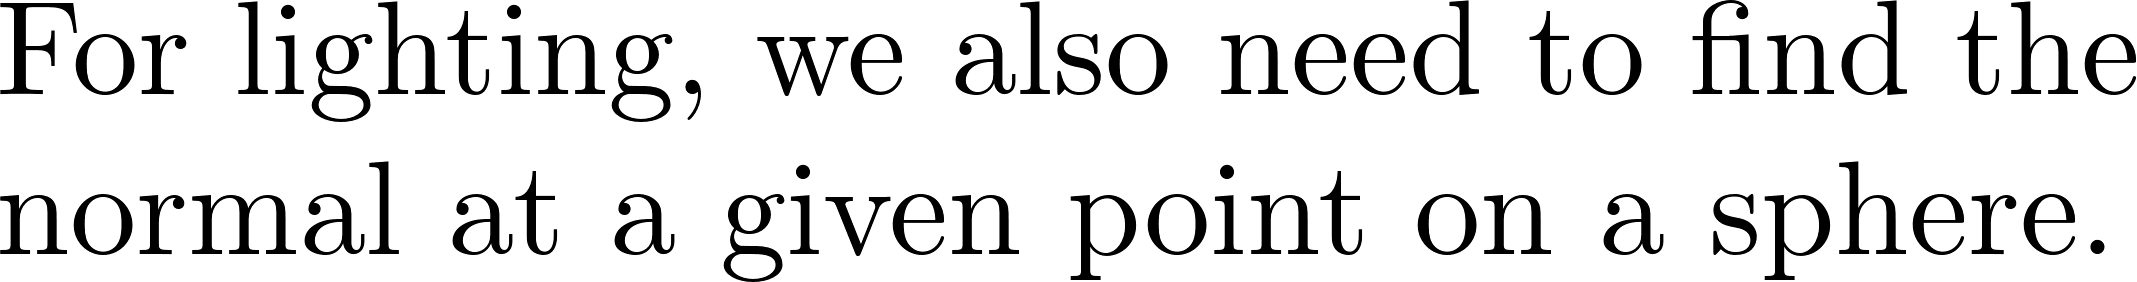 For lighting, we also need to find the
normal at a given point on a sphere.